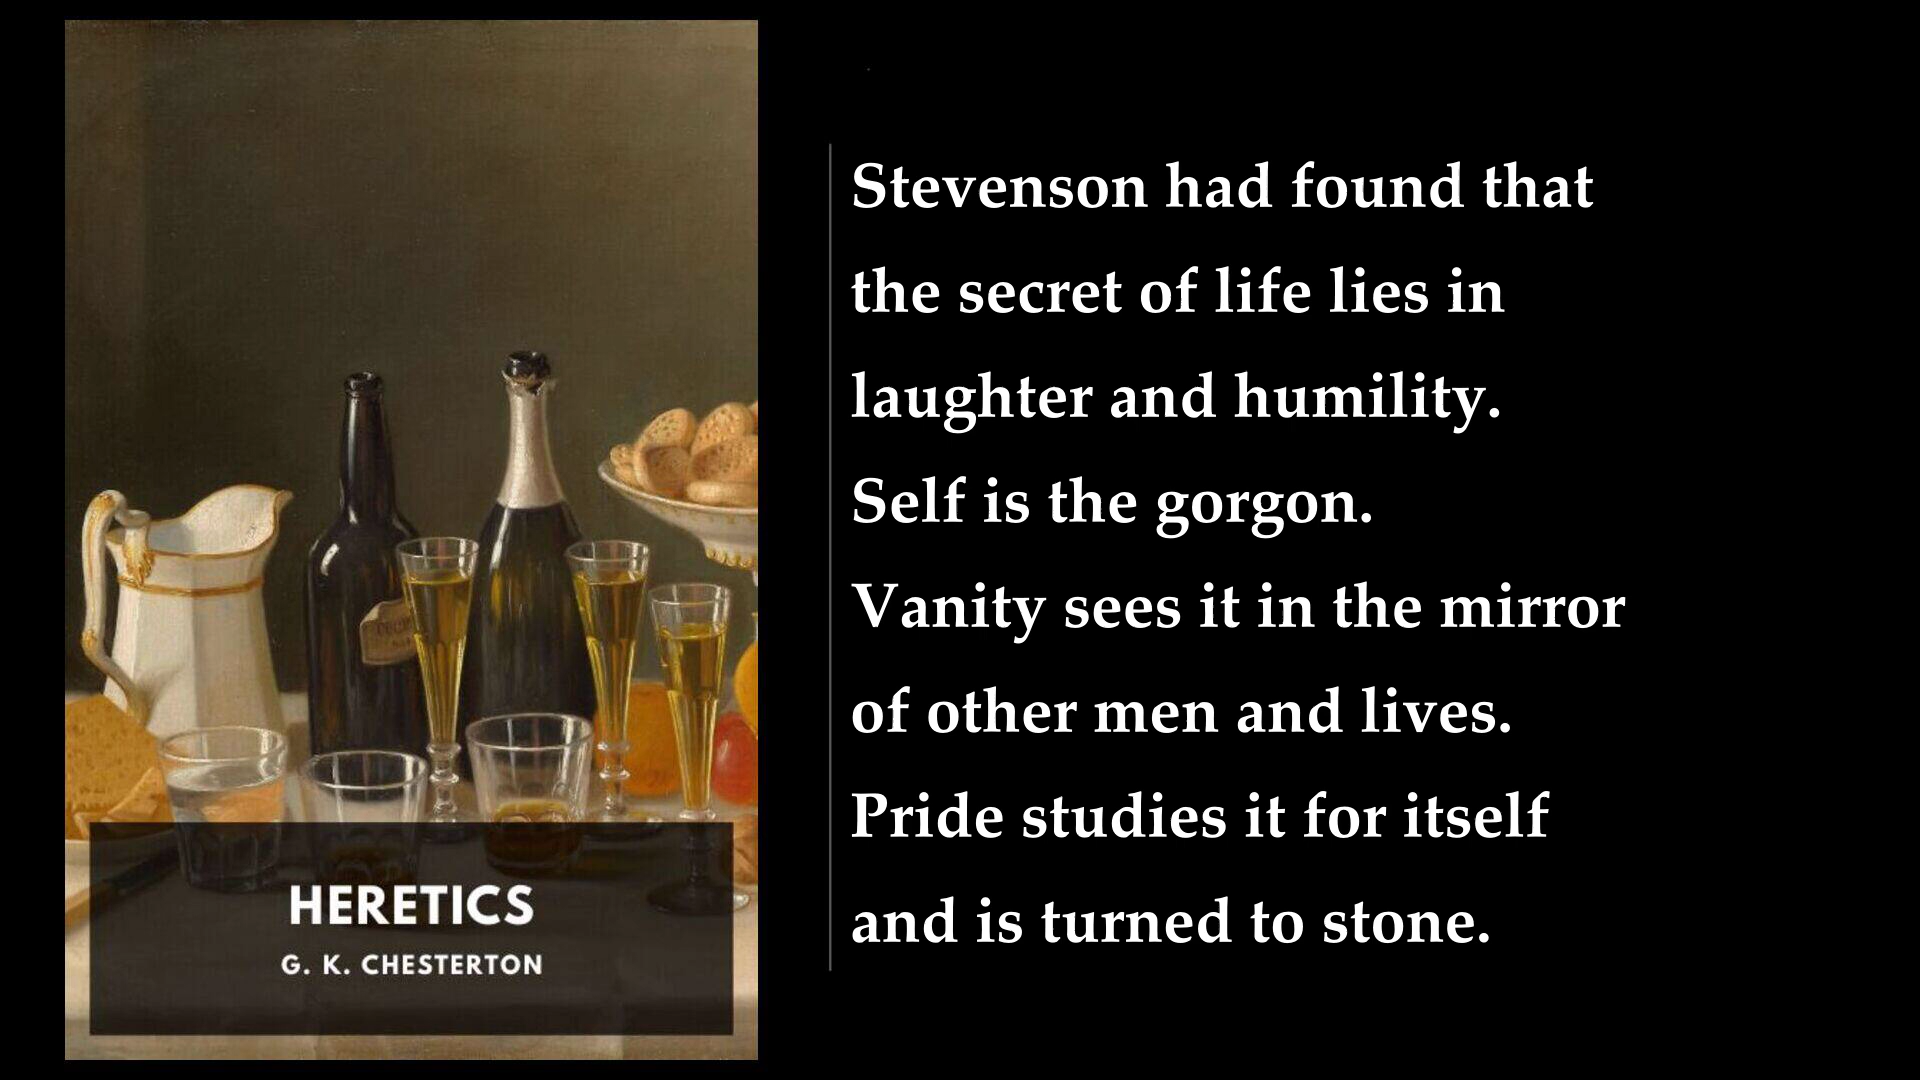 HERETICS
G. K. CHESTERTON
Stevenson had found that
the secret of life lies in
laughter and humility.
Self is the gorgon.
Vanity sees it in the mirror
of other men and lives.
Pride studies it for itself
and is turned to stone.